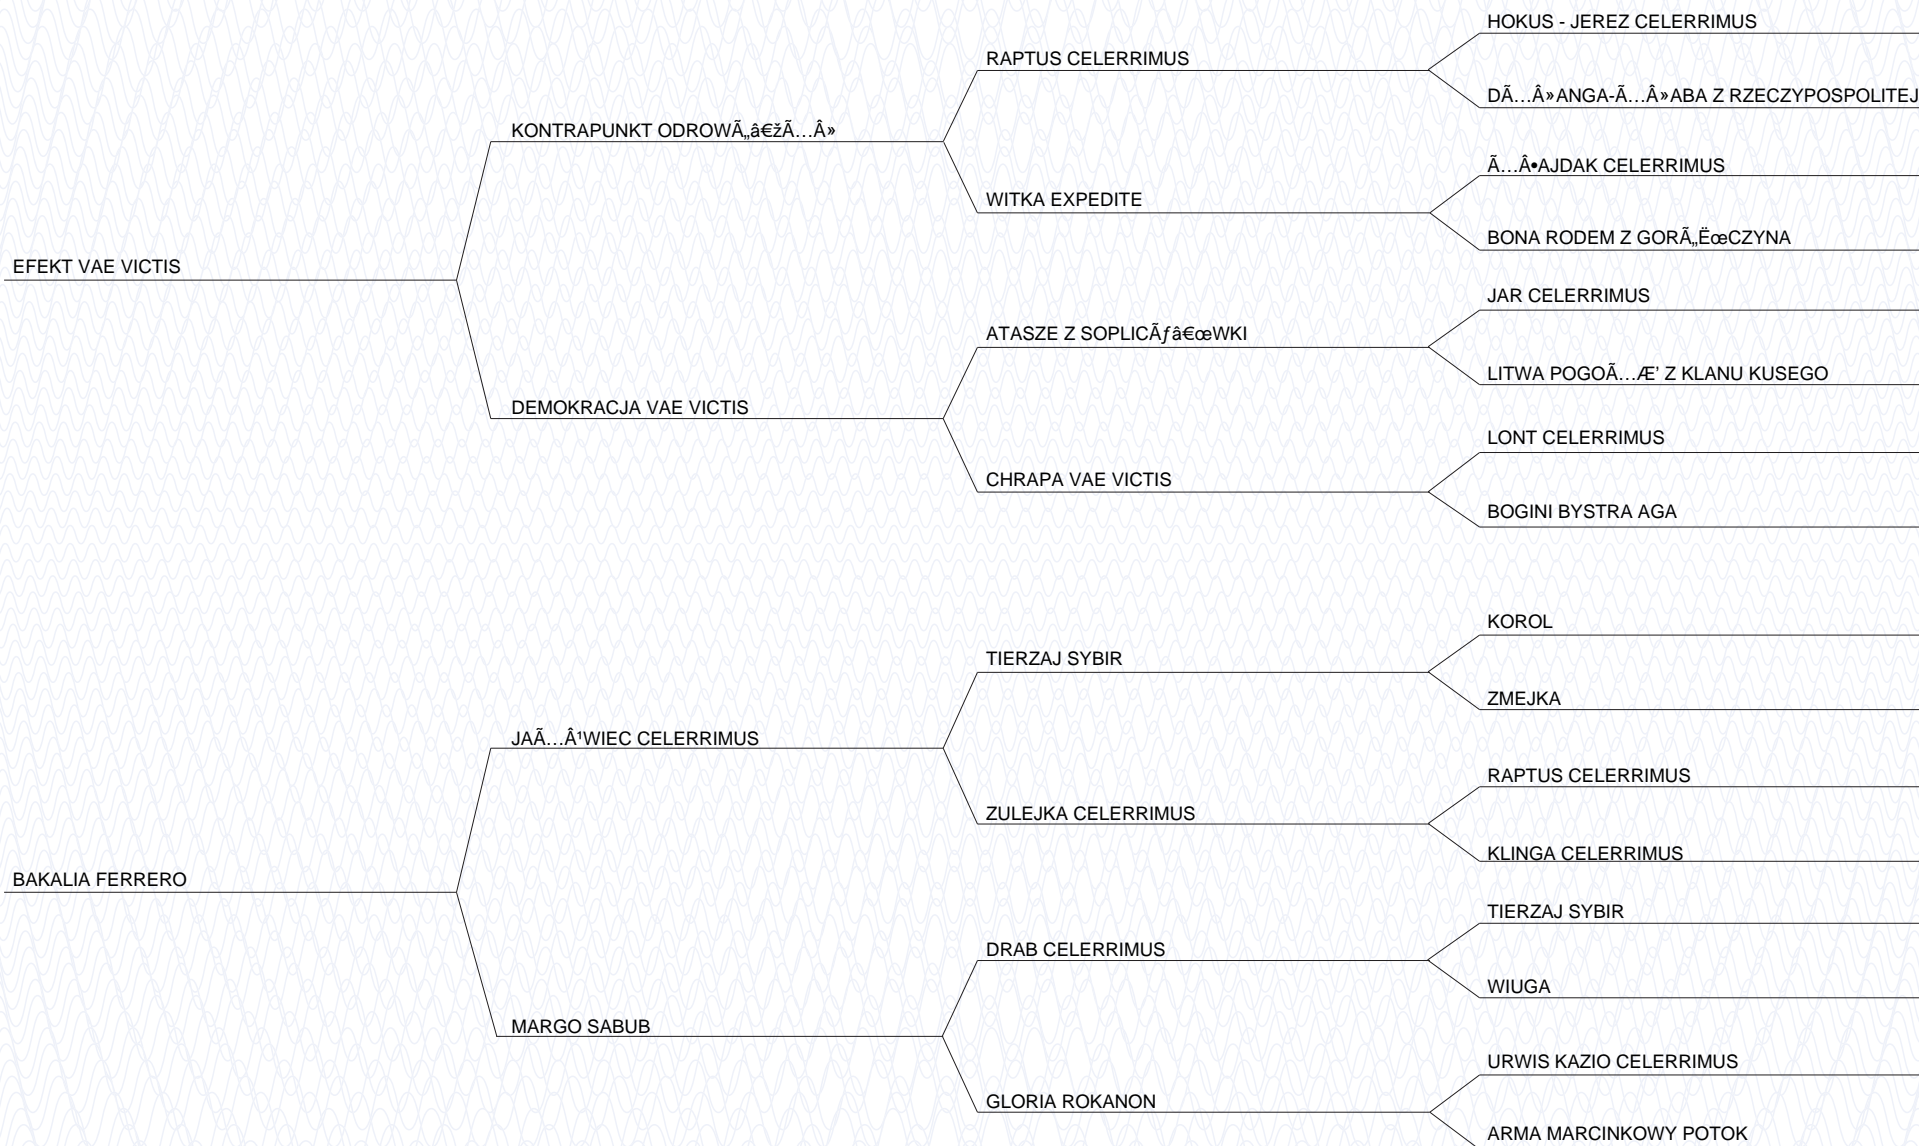 HOKUS - JEREZ CELERRIMUS
RAPTUS CELERRIMUS
DÃ…Â»ANGA-Ã…Â»ABA Z RZECZYPOSPOLITEJ
KONTRAPUNKT ODROWÃ„â€žÃ…Â»
Ã…Â•AJDAK CELERRIMUS
WITKA EXPEDITE
BONA RODEM Z GORÃ„ËœCZYNA
EFEKT VAE VICTIS
JAR CELERRIMUS
ATASZE Z SOPLICÃƒâ€œWKI
LITWA POGOÃ…Æ’ Z KLANU KUSEGO
DEMOKRACJA VAE VICTIS
LONT CELERRIMUS
CHRAPA VAE VICTIS
BOGINI BYSTRA AGA
KOROL
TIERZAJ SYBIR
ZMEJKA
JAÃ…Â¹WIEC CELERRIMUS
RAPTUS CELERRIMUS
ZULEJKA CELERRIMUS
KLINGA CELERRIMUS
BAKALIA FERRERO
TIERZAJ SYBIR
DRAB CELERRIMUS
WIUGA
MARGO SABUB
URWIS KAZIO CELERRIMUS
GLORIA ROKANON
ARMA MARCINKOWY POTOK